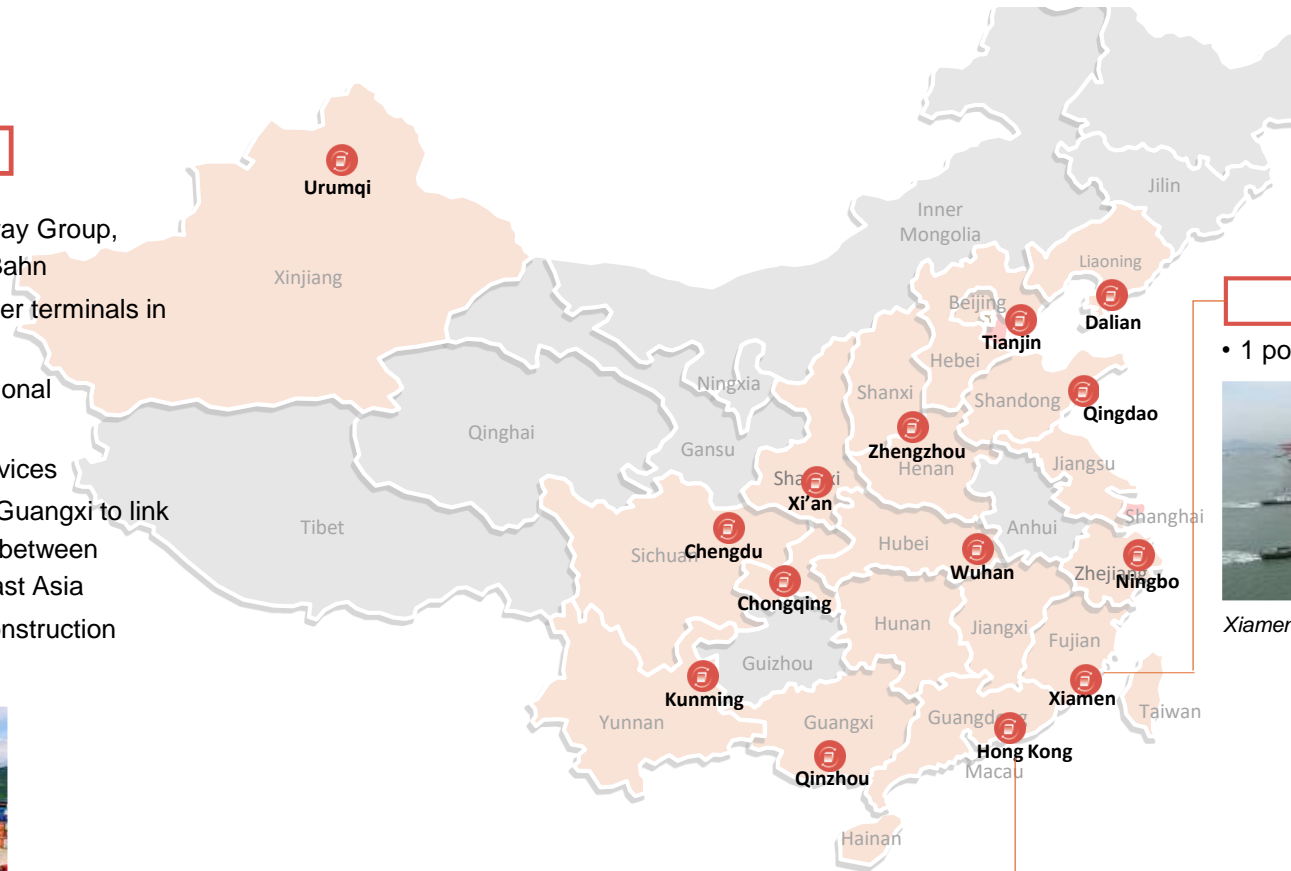 ay Group,
Bahn
er terminals in
onal
vices
Guangxi to link
between
ast Asia
onstruction
Urumqi
Xinjiang
Jilin
Inner
Mongolia
Liaoning
Beijing
Dalian
Tianjin
Hebei
• 1 po
Ningxia
Shanxi
Shandong
Qingdao
Qinghai
Gansu
Zhengzhou
Henan
Jiangsu
Xi’an
Shanghai
Tibet
Anhui
Sichuan
Chengdu
Hubei
Wuhan
Zhejiang
Ningbo
Chongqing
Hunan
Jiangxi
Fujian
Xiamen
Guizhou
Kunming
Xiamen
Taiwan
Yunnan
Guangxi
Guangdong
Hong Kong
Macau
Qinzhou
Hainan